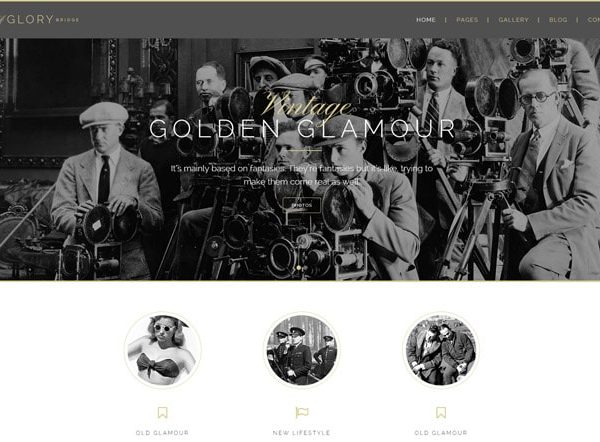 GLORY BRIDGE
HOME | PAGES | GALLERY | BLOG |
Vintage
GOLDEN GLAMOUR
It's mainly based on fantasies. They're fantasies but it's like, trying to
make them come real as well.
PHOTOS
OLD GLAMOUR NEW LIFESTYLE OLD GLAMOUR